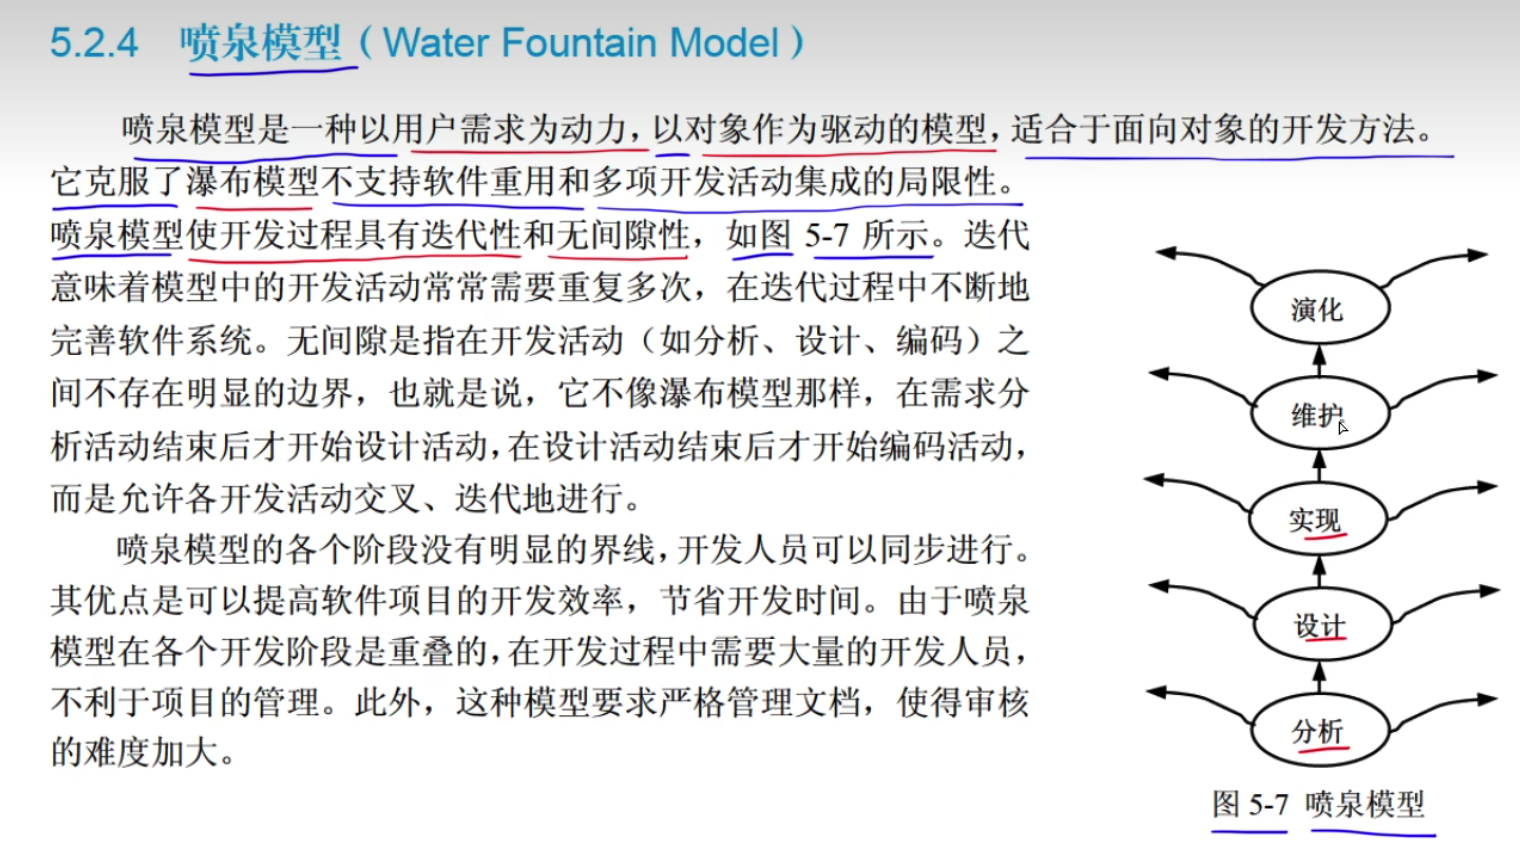 5.2.4 喷泉模型（Water Fountain Model）
喷泉模型是一种以用户需求为动力，以对象作为驱动的模型，适合于面向对象的开发方法。
它克服了瀑布模型不支持软件重用和多项开发活动集成的局限性。
喷泉模型使开发过程具有迭代性和无间隙性，如图 5-7 所示。迭代
意味着模型中的开发活动常常需要重复多次，在迭代过程中不断地
完善软件系统。无间隙是指在开发活动（如分析、设计、编码）之
间不存在明显的边界，也就是说，它不像瀑布模型那样，在需求分
析活动结束后才开始设计活动，在设计活动结束后才开始编码活动，
而是允许各开发活动交叉、迭代地进行。
喷泉模型的各个阶段没有明显的界线，开发人员可以同步进行。
其优点是可以提高软件项目的开发效率，节省开发时间。由于喷泉
模型在各个开发阶段是重叠的，在开发过程中需要大量的开发人员，
不利于项目的管理。此外，这种模型要求严格管理文档，使得审核
的难度加大。
演化
维护
实现
设计
分析
图 5-7 喷泉模型